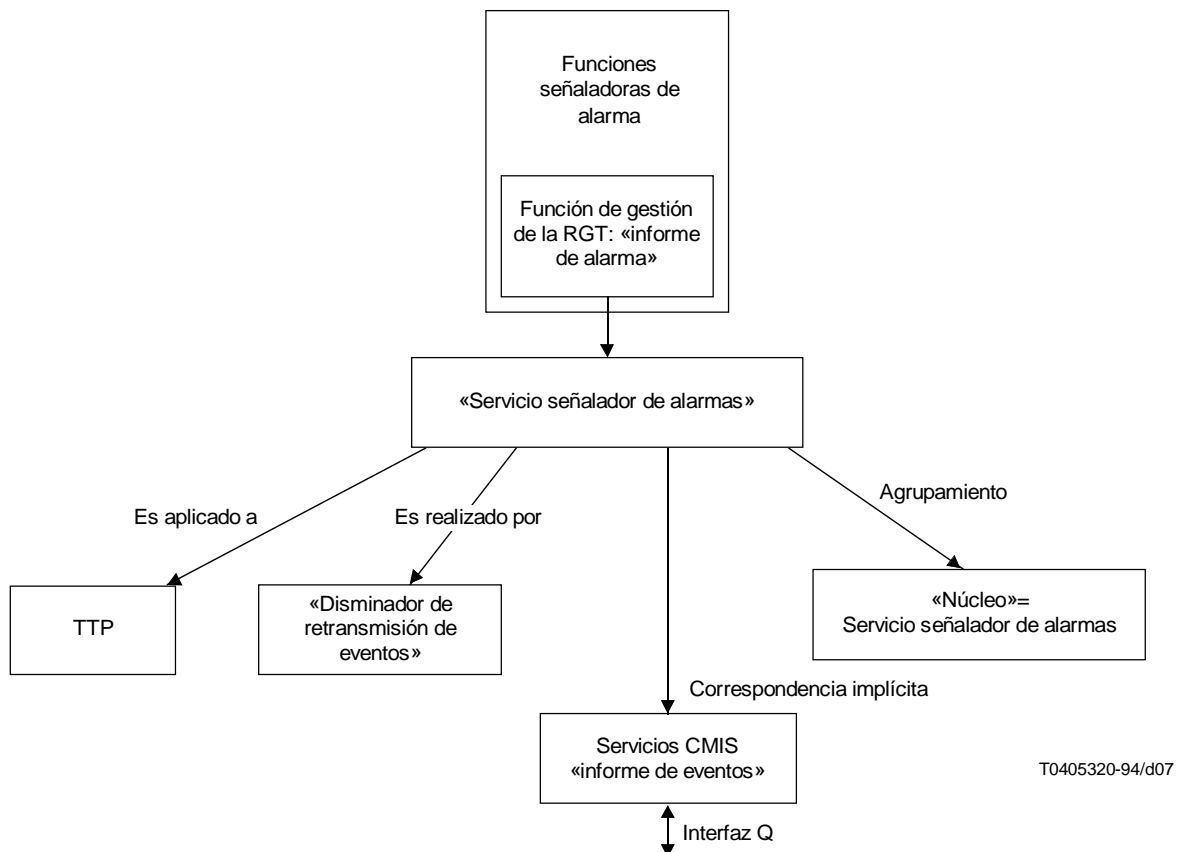 Funciones
señaladoras de
alarma
Función de gestión
de la RGT: «informe
de alarma»
«Servicio señalador de alarmas»
Es aplicado a
Es realizado por
Agrupamiento
TTP
«Disminador de
retransmisión de
eventos»
«Núcleo»=
Servicio señalador de alarmas
Correspondencia implícita
Servicios CMIS
«informe de eventos»
T0405320-94/d07
Interfaz Q